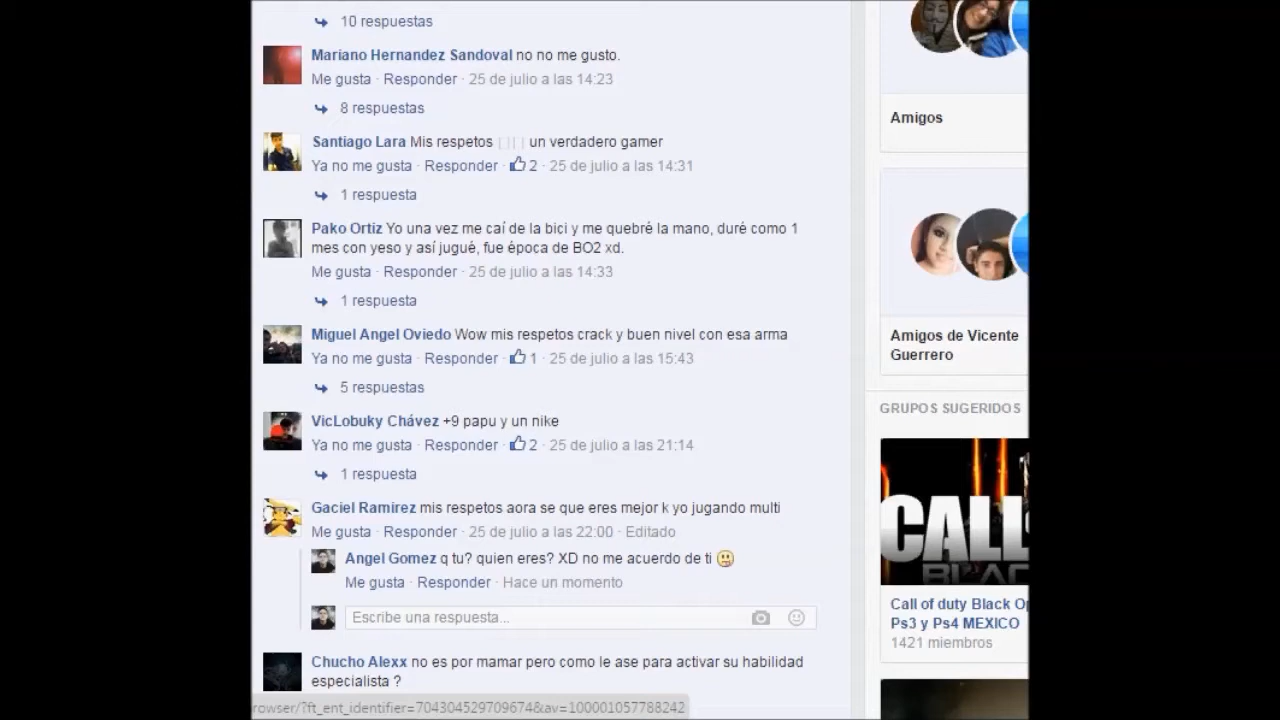 10 respuestas
Mariano Hernandez Sandoval no no me gusto.
Me gusta · Responder · 25 de julio a las 14:23
8 respuestas
Santiago Lara Mis respetos un verdadero gamer
Ya no me gusta · Responder · 2 · 25 de julio a las 14:31
1 respuesta
Pako Ortiz Yo una vez me caí de la bici y me quebré la mano, duré como 1
mes con yeso y así jugué, fue época de BO2 xd.
Me gusta · Responder · 25 de julio a las 14:33
1 respuesta
Miguel Angel Oviedo Wow mis respetos crack y buen nivel con esa arma
Ya no me gusta · Responder · 1 · 25 de julio a las 15:43
5 respuestas
VicLobuky Chávez +9 papu y un nike
Ya no me gusta · Responder · 2 · 25 de julio a las 21:14
1 respuesta
Gaciel Ramirez mis respetos aora se que eres mejor k yo jugando multi
Me gusta · Responder · 25 de julio a las 22:00 · Editado
Angel Gomez q tu? quien eres? XD no me acuerdo de ti
Me gusta · Responder · Hace un momento
Escribe una respuesta...
Chucho Alexx no es por mamar pero como le ase para activar su habilidad
especialista ?
rowser/?ft_ent_identifier=704304529709674&av=100001057788242
Amigos
Amigos de Vicente
Guerrero
GRUPOS SUGERIDOS
CALL
BLAC
Call of duty Black Op
Ps3 y Ps4 MEXICO
1421 miembros